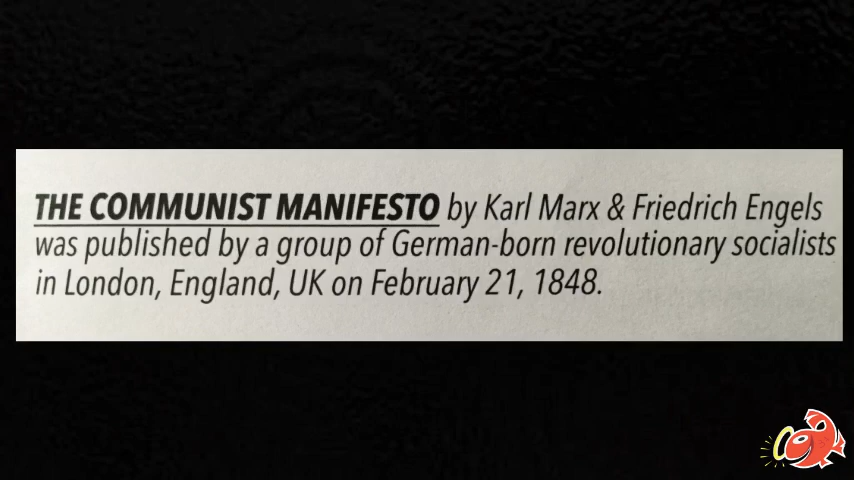 THE COMMUNIST MANIFESTO by Karl Marx & Friedrich Engels
was published by a group of German-born revolutionary socialists
in London, England, UK on February 21, 1848.